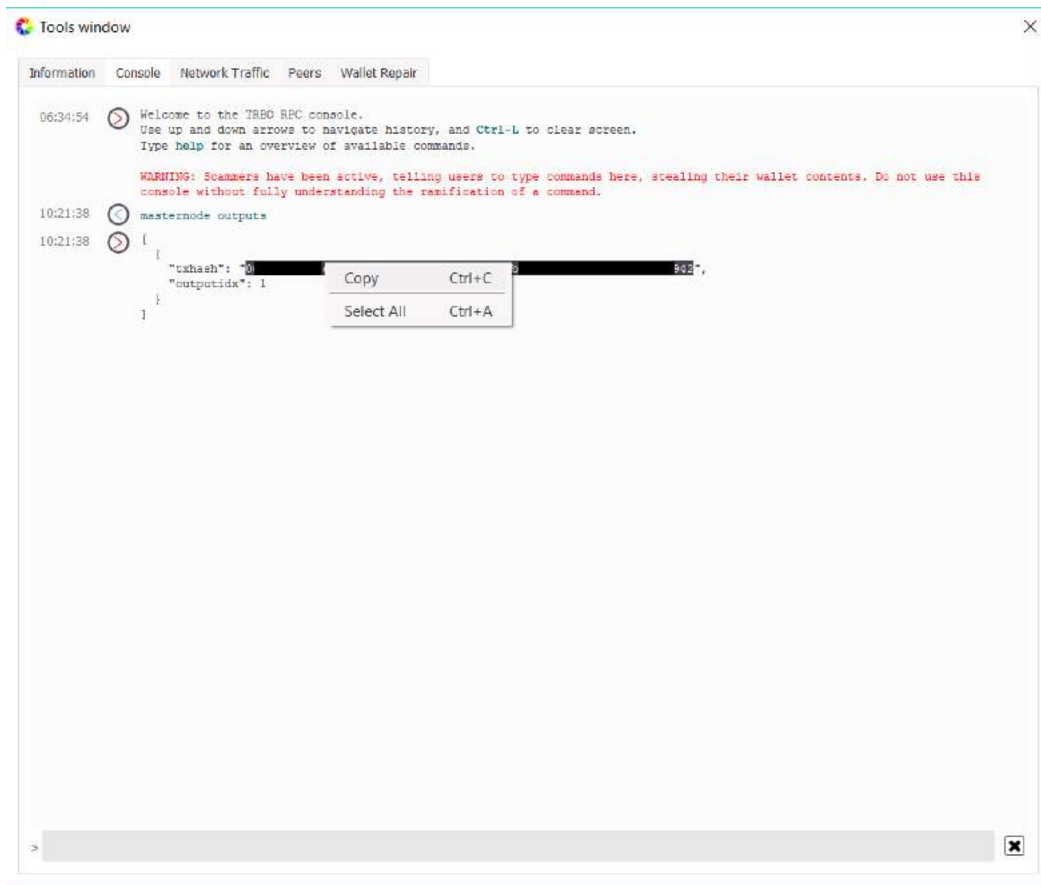 Tools window
Information Console Network Traffic Peers Wallet Repair
06:34:54 Welcome to the TRBO RPC console.
Use up and down arrows to navigate history, and Ctrl-L to clear screen.
Type help for an overview of available commands.
WARNING: Scammers have been active, telling users to type commands here, stealing their wallet contents. Do not use this
console without fully understanding the ramification of a command.
10:21:38 masternode outputs
10:21:38 [
{
"txhash": "0 942",
"outputidx": 1
}
]
Copy Ctrl+C
Select All Ctrl+A
>